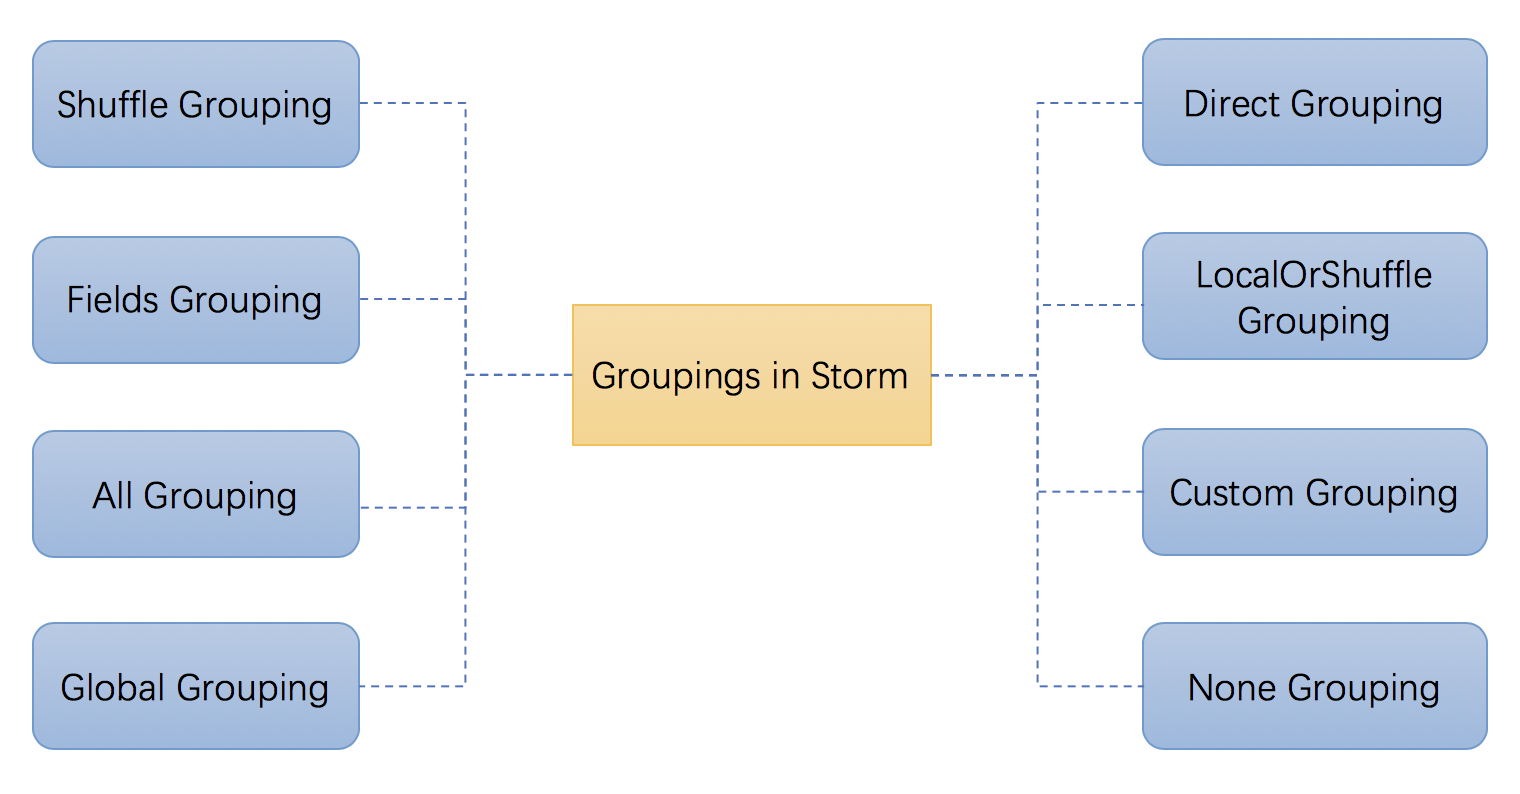 Shuffle Grouping
Fields Grouping
All Grouping
Global Grouping
Groupings in Storm
Direct Grouping
LocalOrShuffle
Grouping
Custom Grouping
None Grouping